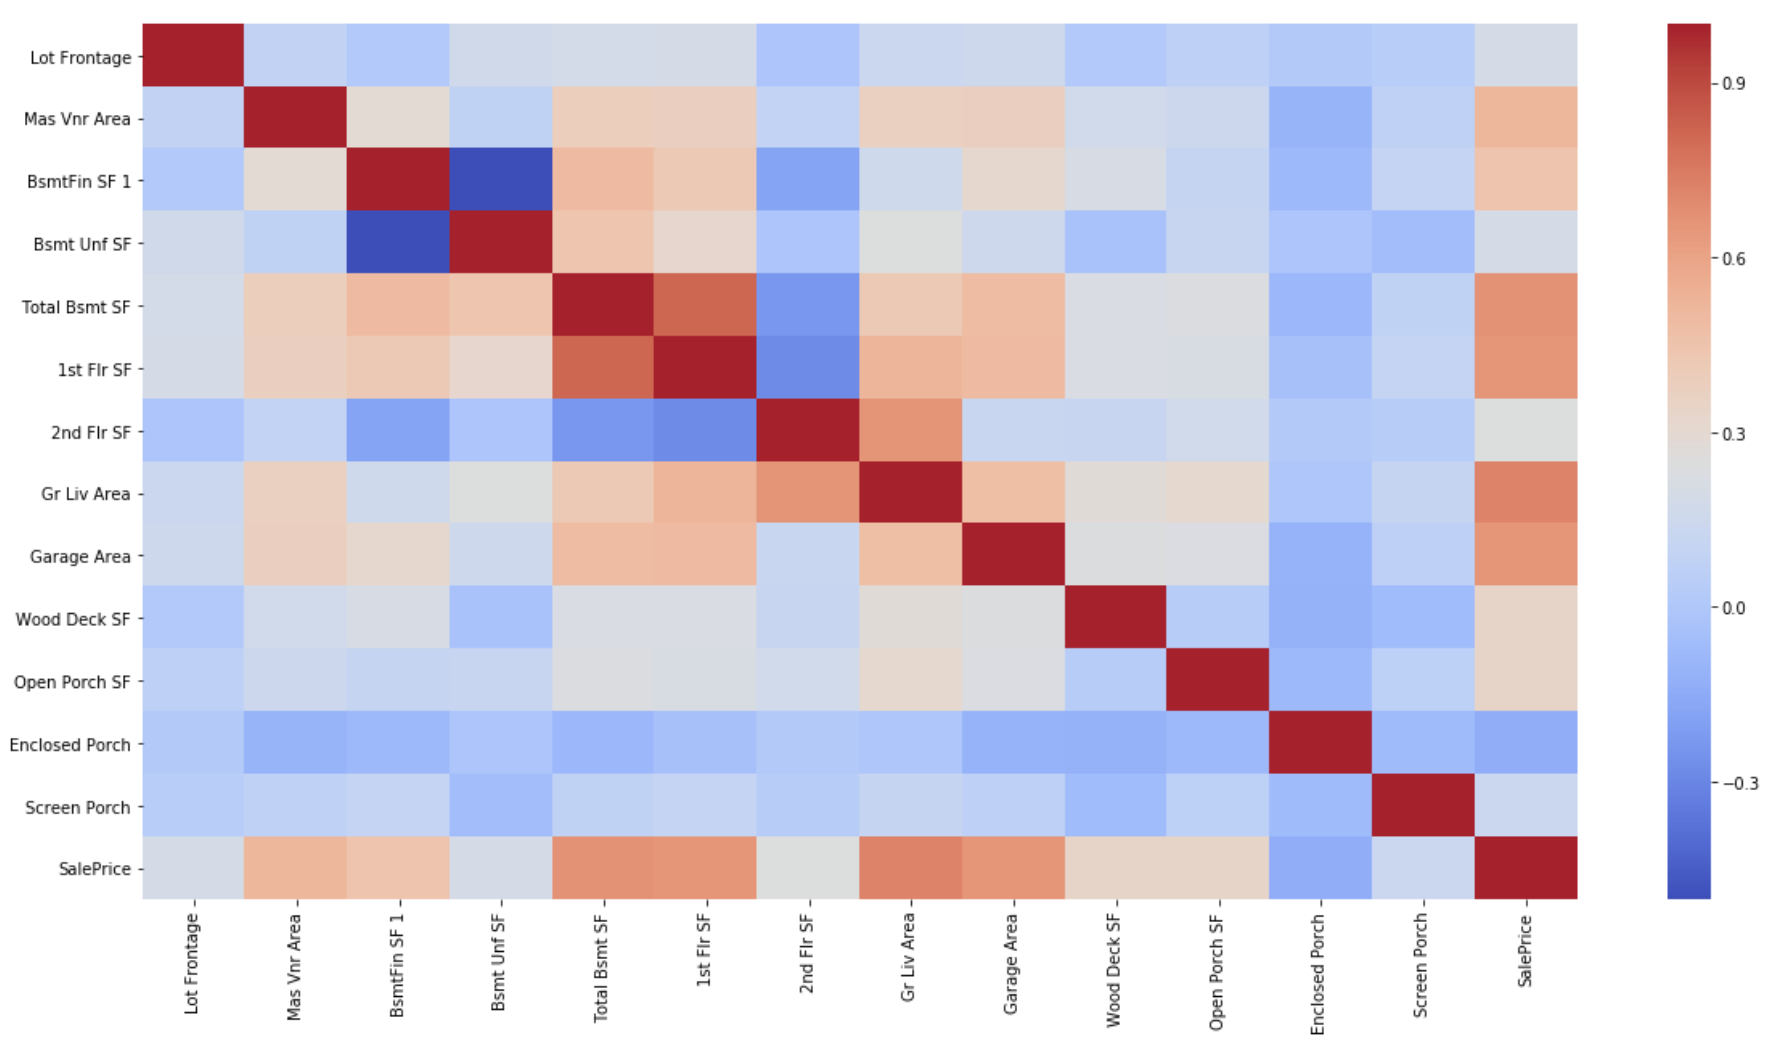 Lot Frontage
Mas Vnr Area
BsmtFin SF 1
Bsmt Unf SF
Total Bsmt SF
1st Flr SF
2nd Flr SF
Gr Liv Area
Garage Area
Wood Deck SF
Open Porch SF
Enclosed Porch
Screen Porch
SalePrice
Lot Frontage
Mas Vnr Area
BsmtFin SF 1
Bsmt Unf SF
Total Bsmt SF
1st Flr SF
2nd Flr SF
Gr Liv Area
Garage Area
Wood Deck SF
Open Porch SF
Enclosed Porch
Screen Porch
SalePrice
0.9
0.6
0.3
0.0
−0.3